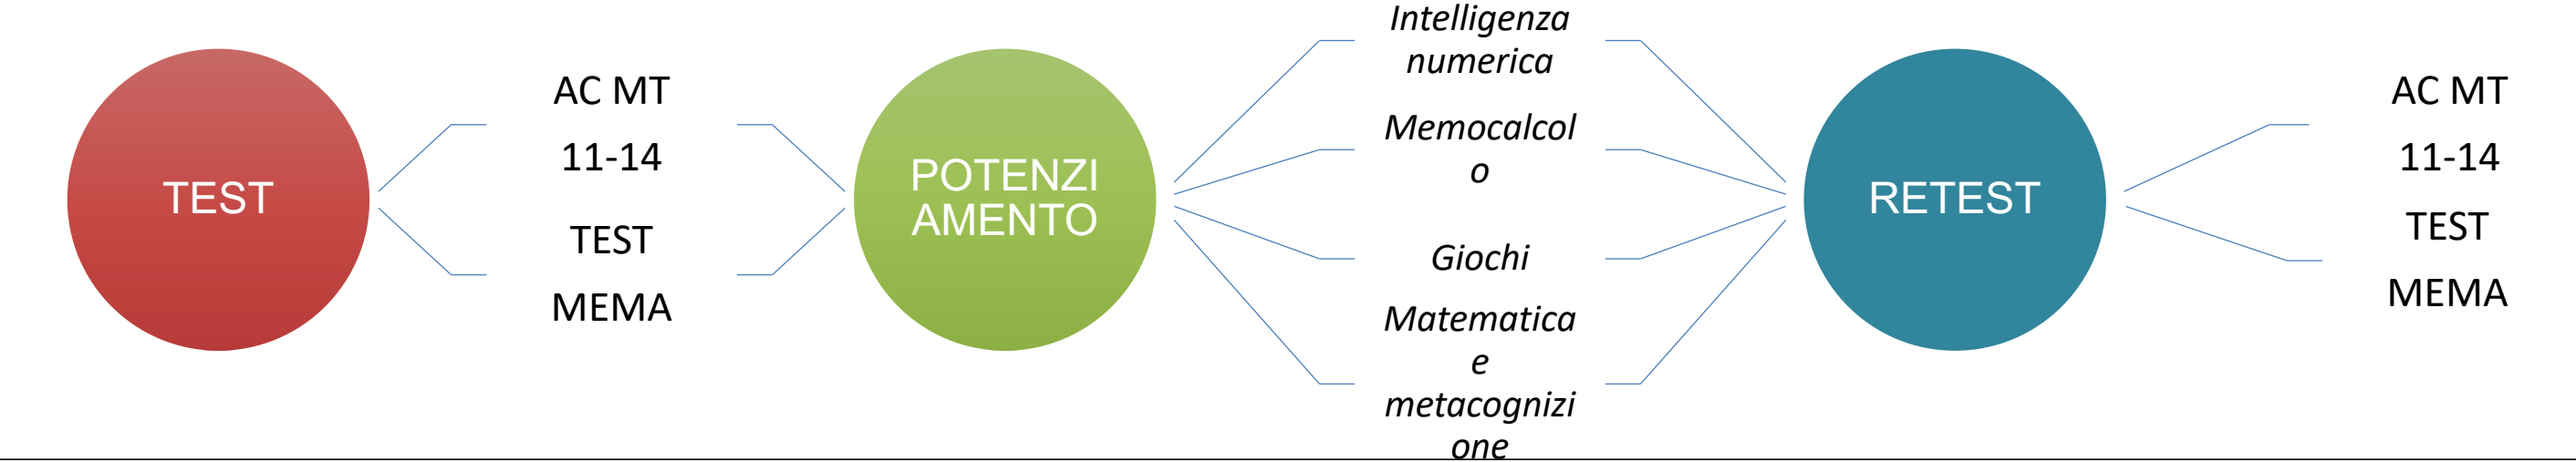 TEST
AC MT
11-14
TEST
MEMA
POTENZI
AMENTO
Intelligenza
numerica
Memocalcol
o
Giochi
Matematica
e
metacognizi
one
RETEST
AC MT
11-14
TEST
MEMA